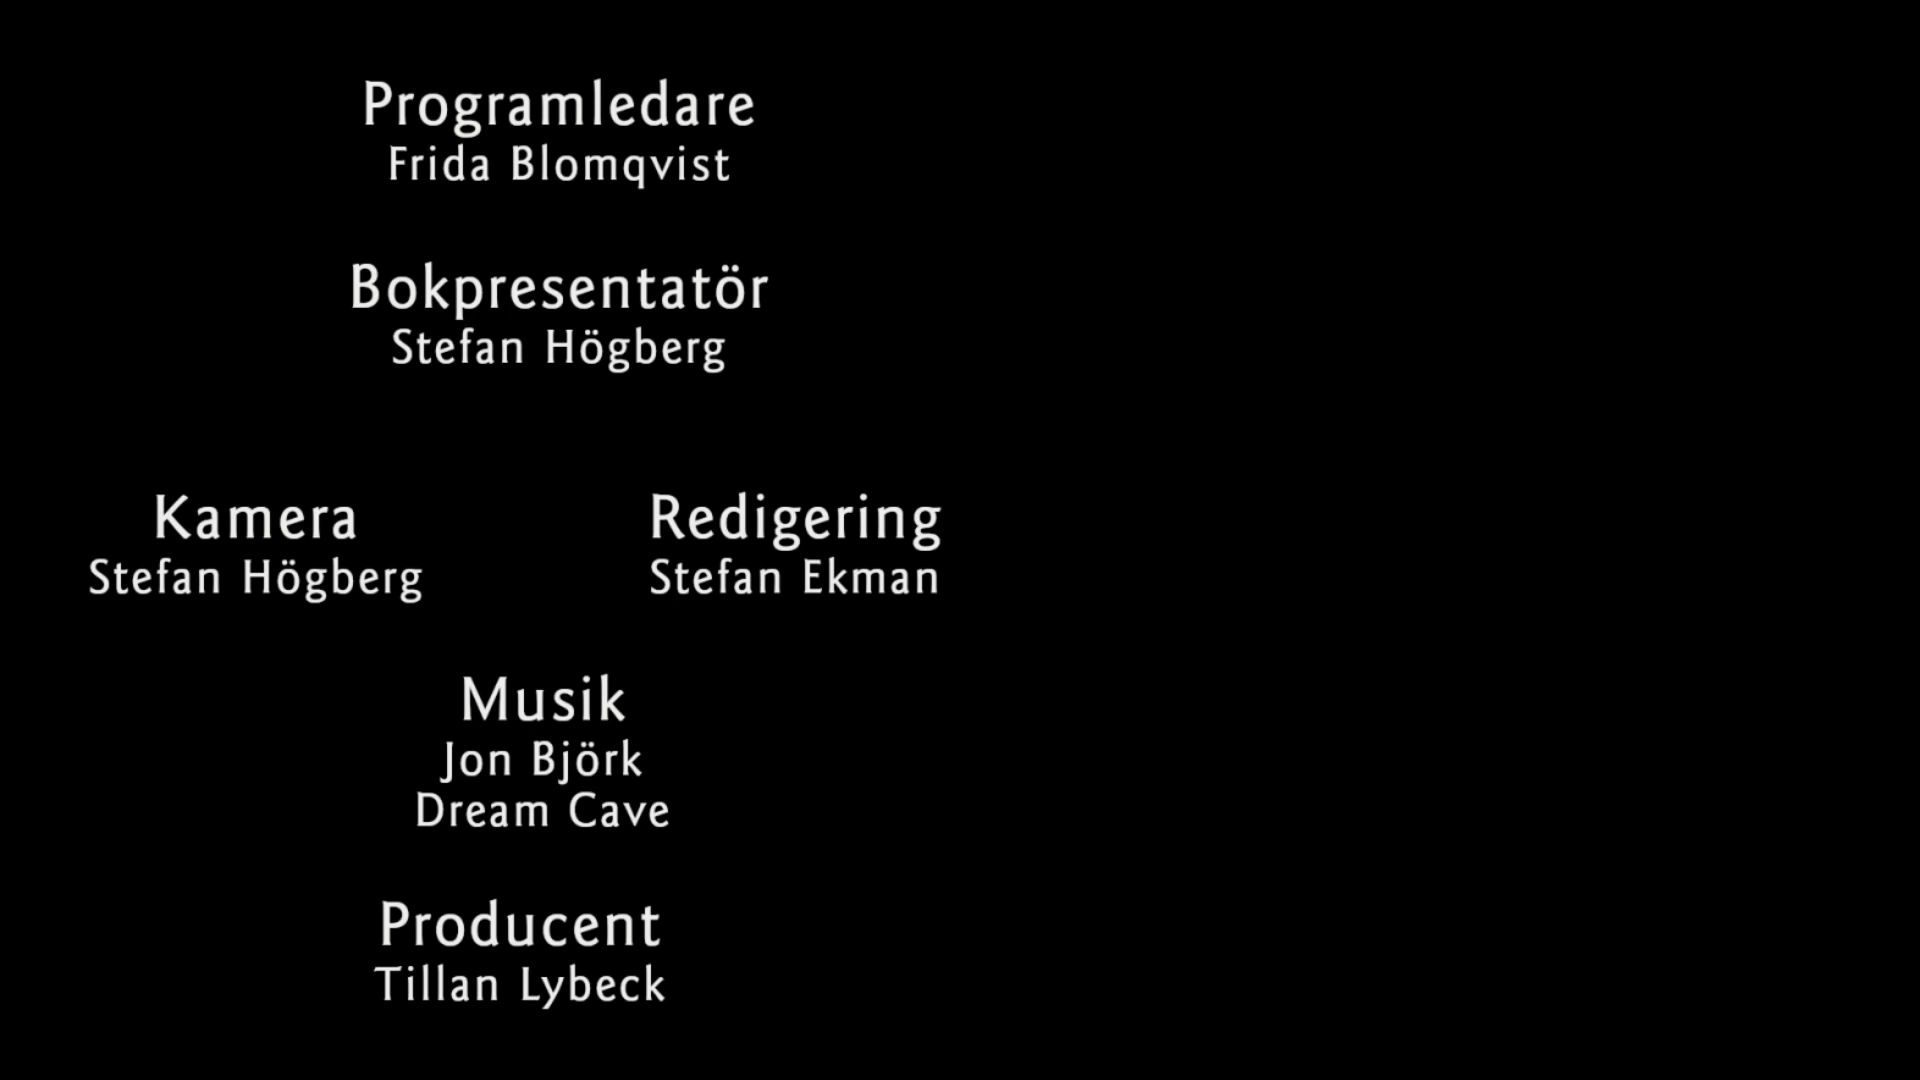 Programledare
Frida Blomqvist
Bokpresentatör
Stefan Högberg
Kamera
Stefan Högberg
Redigering
Stefan Ekman
Musik
Jon Björk
Dream Cave
Producent
Tillan Lybeck